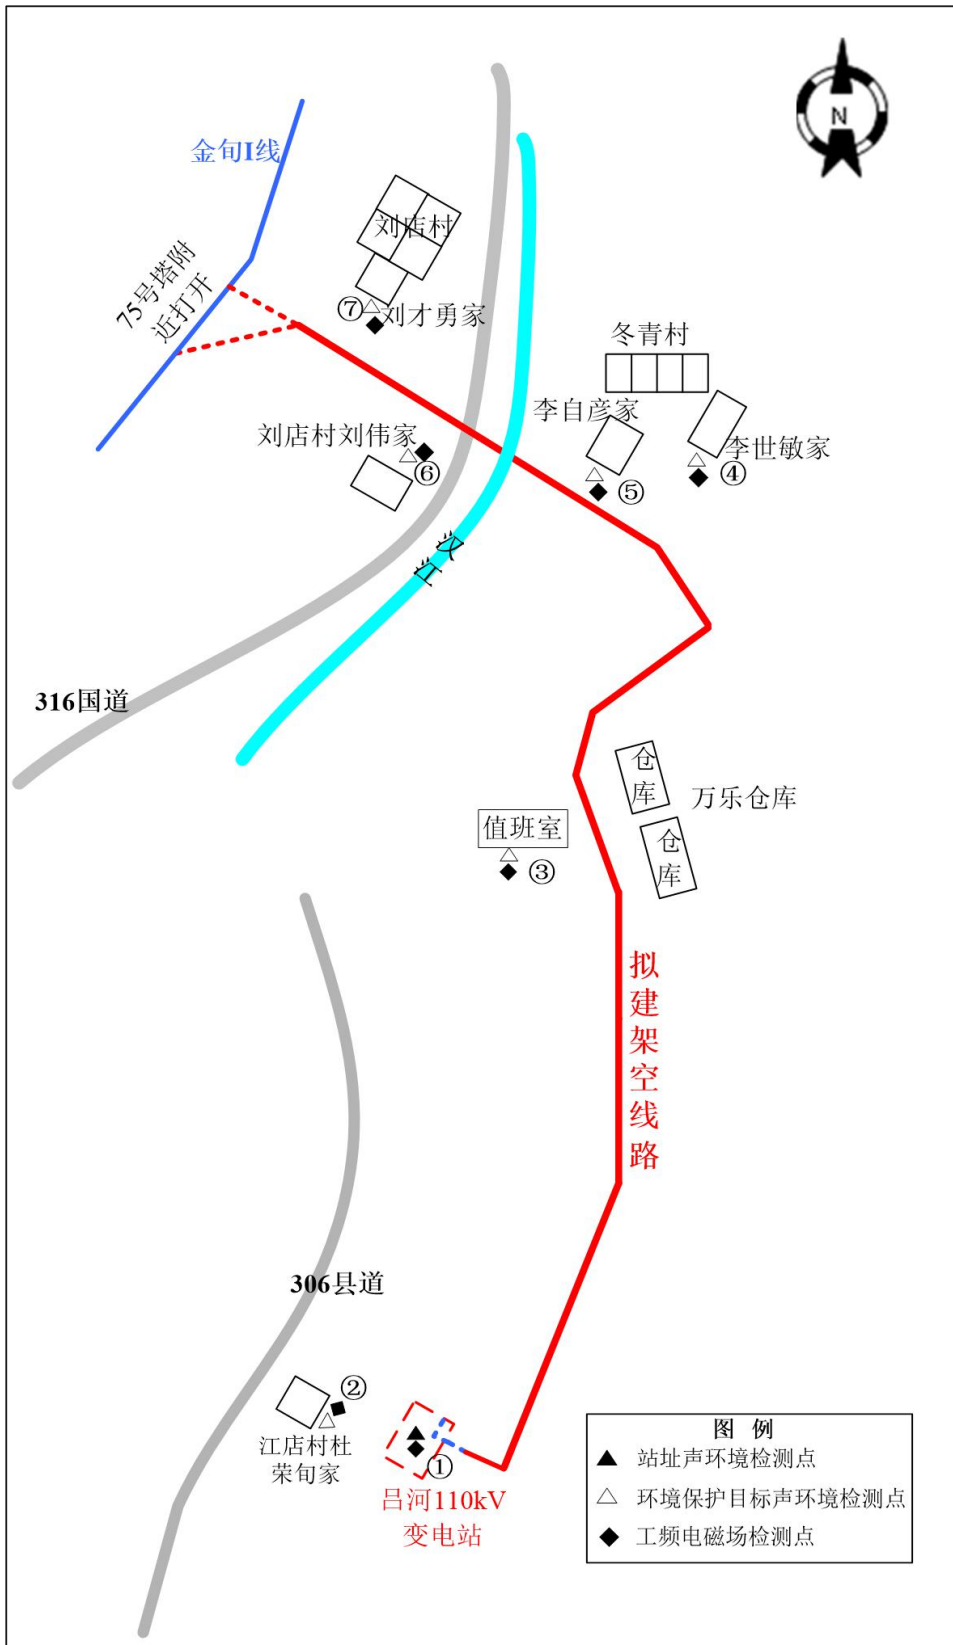 N
金旬I线
75号塔附
近打开
刘店村
⑦
刘才勇家
冬青村
李自彦家
李世敏家
④
⑤
刘店村刘伟家
⑥
汉江
316国道
仓库
万乐仓库
仓库
值班室
③
拟建架空线路
306县道
②
江店村杜
荣旬家
①
吕河110kV
变电站
图 例
站址声环境检测点
环境保护目标声环境检测点
工频电磁场检测点